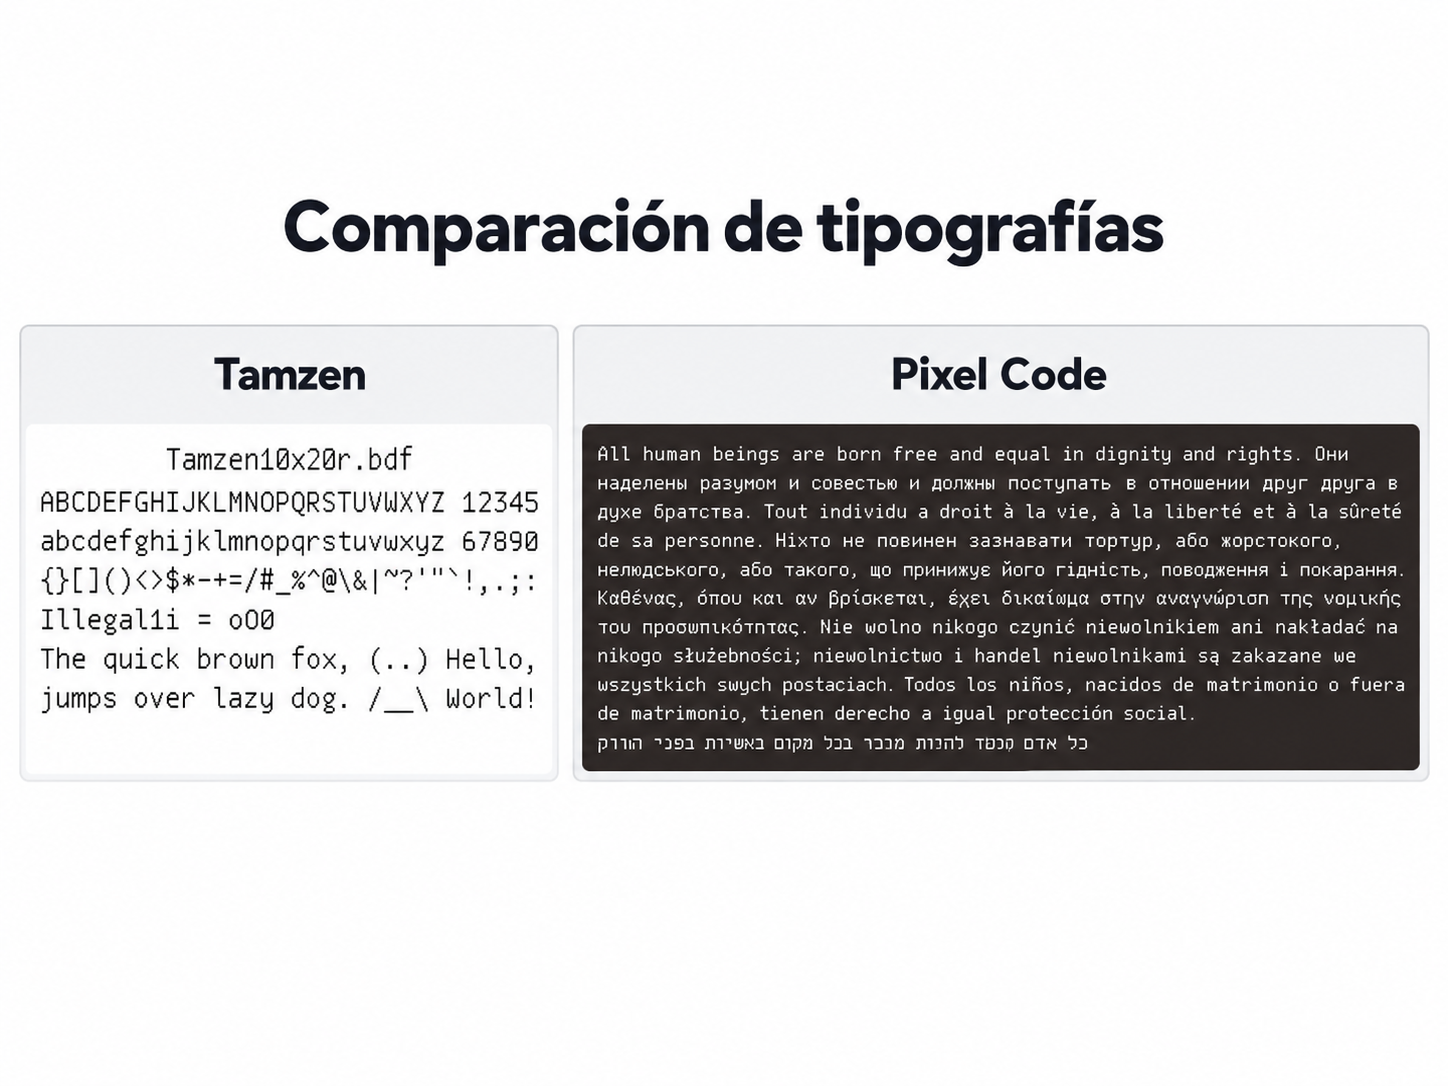 Comparación de tipografías
Tamzen
Tamzen10x20r.bdf
ABCDEFGHIJKLMNOPQRSTUVWXYZ 12345
abcdefghijklmnopqrstuvwxyz 67890
{}[]()<>$*-+=/#_%^@\&|~?'"`!,.;:
Illegal1i = oO0
The quick brown fox, (..) Hello,
jumps over lazy dog. /__\ World!
Pixel Code
All human beings are born free and equal in dignity and rights. Они
наделены разумом и совестью и должны поступать в отношении друг друга в
духе братства. Tout individu a droit à la vie, à la liberté et à la sûreté
de sa personne. Ніхто не повинен зазнавати тортур, або жорстокого,
нелюдського, або такого, що принижує його гідність, поводження і покарання.
Καθένας, όπου και αν βρίσκεται, έχει δικαίωμα στην αναγνώριση της νομικής
του προσωπικότητας. Nie wolno nikogo czynić niewolnikiem ani nakładać na
nikogo służebności; niewolnictwo i handel niewolnikami są zakazane we
wszystkich swych postaciach. Todos los niños, nacidos de matrimonio o fuera
de matrimonio, tienen derecho a igual protección social.
כל אדם להנות בכל מקום בפני